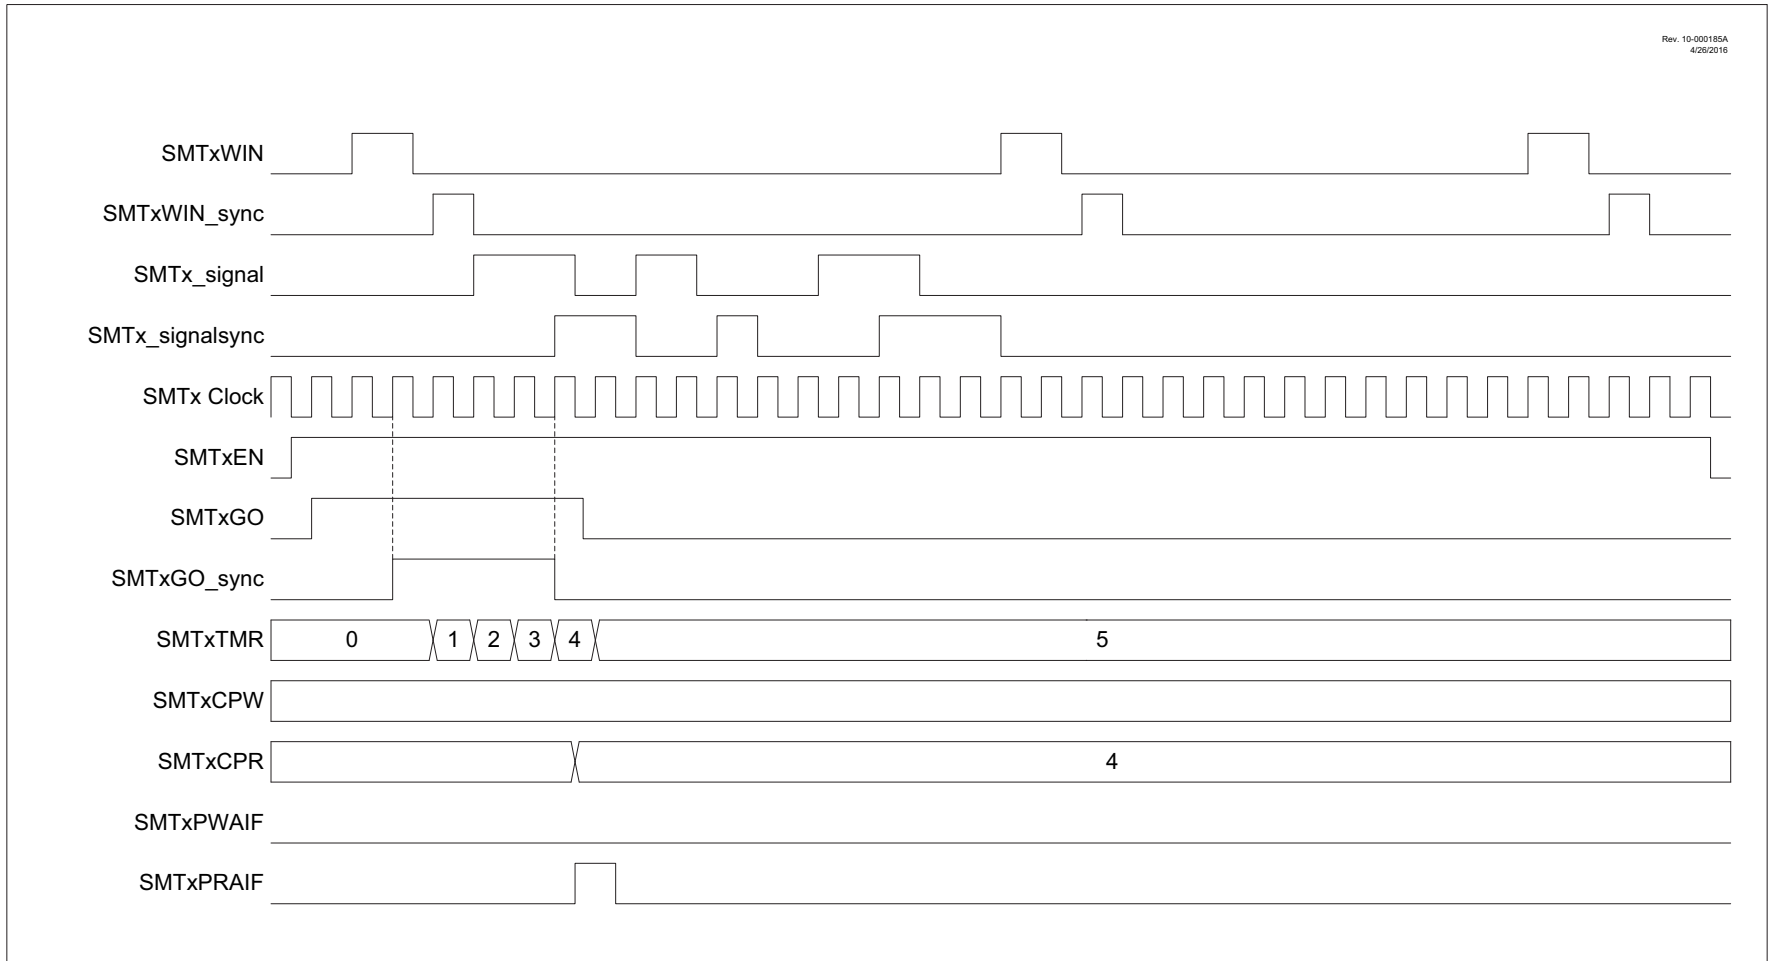 Rev. 10-000185A
4/26/2016
SMTxWIN
SMTxWIN_sync
SMTx_signal
SMTx_signalsync
SMTx Clock
SMTxEN
SMTxGO
SMTxGO_sync
SMTxTMR 0 1 2 3 4 5
SMTxCPW
SMTxCPR 4
SMTxPWAIF
SMTxPRAIF